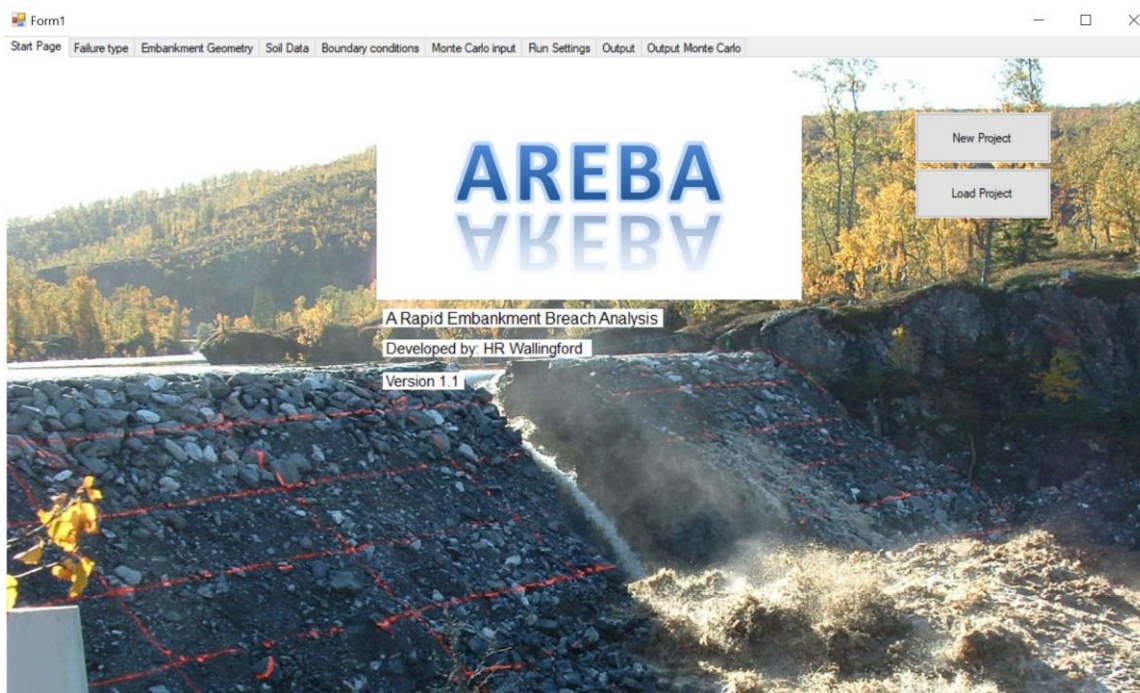 Form1
Start Page Failure type Embankment Geometry Soil Data Boundary conditions Monte Carlo input Run Settings Output Output Monte Carlo
New Project
AREBA
Load Project
A Rapid Embankment Breach Analysis
Developed by: HR Wallingford
Version 1.1